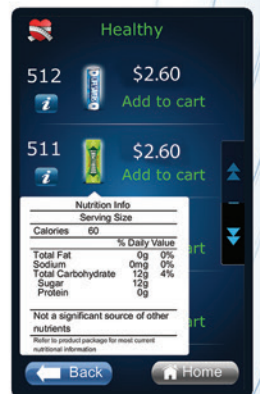 Healthy
512
$2.60
i
Add to cart
511
$2.60
i
Add to cart
Nutrition Info
Serving Size
Calories 60
% Daily Value
Total Fat 0g 0%
Sodium 0mg 0%
Total Carbohydrate 12g 4%
Sugar 12g
Protein 0g
Not a significant source of other
nutrients
Refer to product package for most current
nutritional information
rt
rt
Back
Home